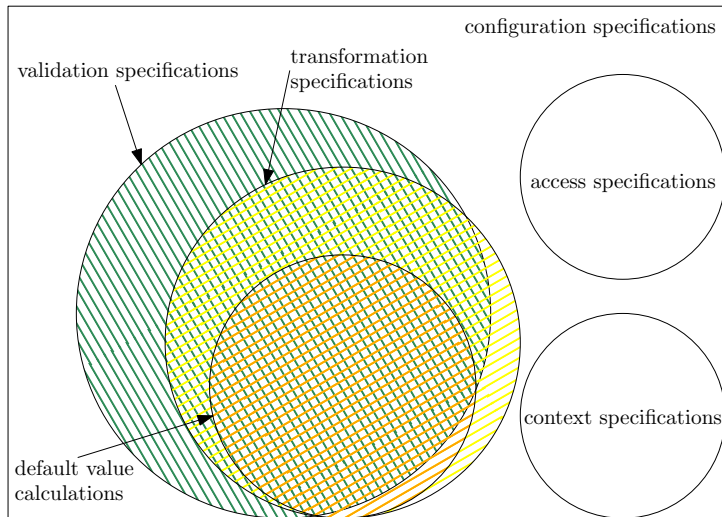 configuration specifications
validation specifications
transformation
specifications
access specifications
context specifications
default value
calculations